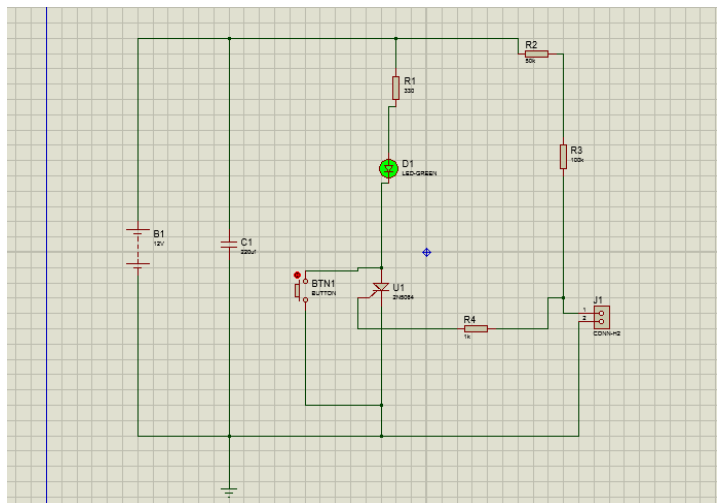 R2
50k
R1
330
R3
100k
D1
LED-GREEN
B1
12V
C1
220uf
BTN1
BUTTON
U1
2N5064
J1
1
2
CONN-H2
R4
1k